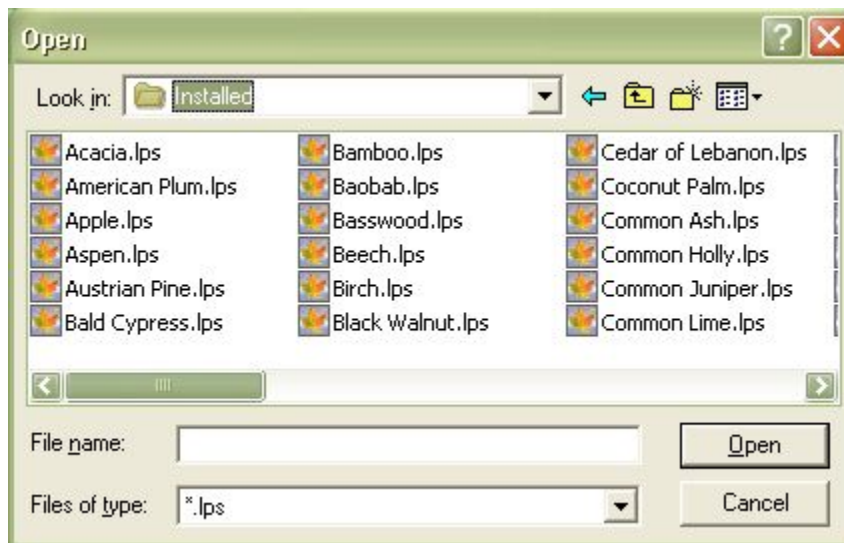 Open
Look in: Installed
Acacia.lps
American Plum.lps
Apple.lps
Aspen.lps
Austrian Pine.lps
Bald Cypress.lps
Bamboo.lps
Baobab.lps
Basswood.lps
Beech.lps
Birch.lps
Black Walnut.lps
Cedar of Lebanon.lps
Coconut Palm.lps
Common Ash.lps
Common Holly.lps
Common Juniper.lps
Common Lime.lps
File name:
Open
Files of type: *.lps
Cancel